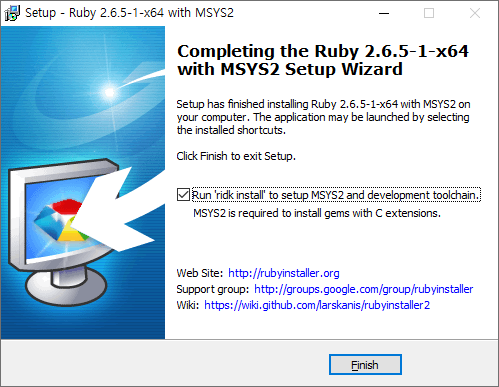 Setup - Ruby 2.6.5-1-x64 with MSYS2
Completing the Ruby 2.6.5-1-x64
with MSYS2 Setup Wizard
Setup has finished installing Ruby 2.6.5-1-x64 with MSYS2 on
your computer. The application may be launched by selecting
the installed shortcuts.
Click Finish to exit Setup.
Run 'ridk install' to setup MSYS2 and development toolchain.
MSYS2 is required to install gems with C extensions.
Web Site: http://rubyinstaller.org
Support group: http://groups.google.com/group/rubyinstaller
Wiki: https://wiki.github.com/larskanis/rubyinstaller2
Finish